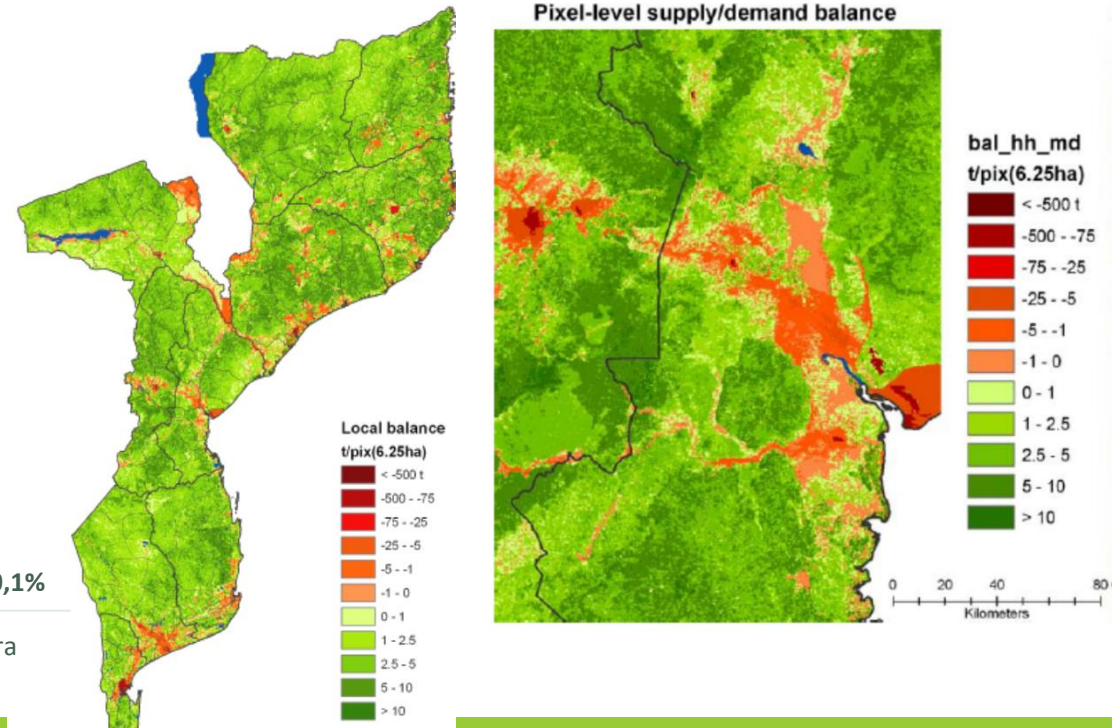 Pixel-level supply/demand balance
Local balance
t/pix(6.25ha)
< -500 t
-500 - -75
-75 - -25
-25 - -5
-5 - -1
-1 - 0
0 - 1
1 - 2.5
2.5 - 5
5 - 10
> 10
bal_hh_md
t/pix(6.25ha)
< -500 t
-500 - -75
-75 - -25
-25 - -5
-5 - -1
-1 - 0
0 - 1
1 - 2.5
2.5 - 5
5 - 10
> 10
0 20 40 80
Kilometers
,1%
ra